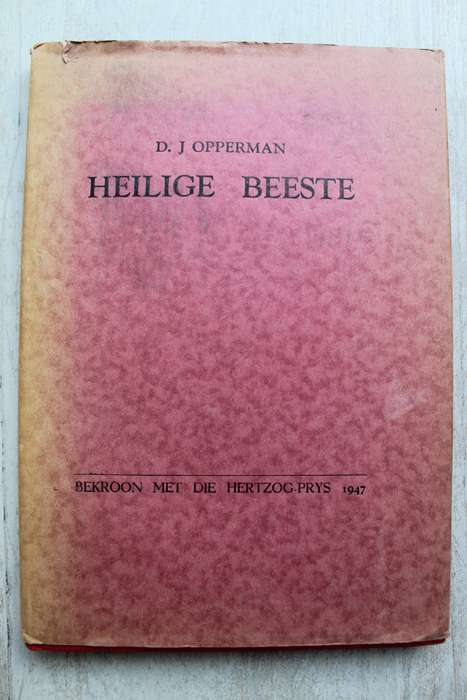 D. J OPPERMAN
HEILIGE BEESTE
BEKROON MET DIE HERTZOG-PRYS 1947